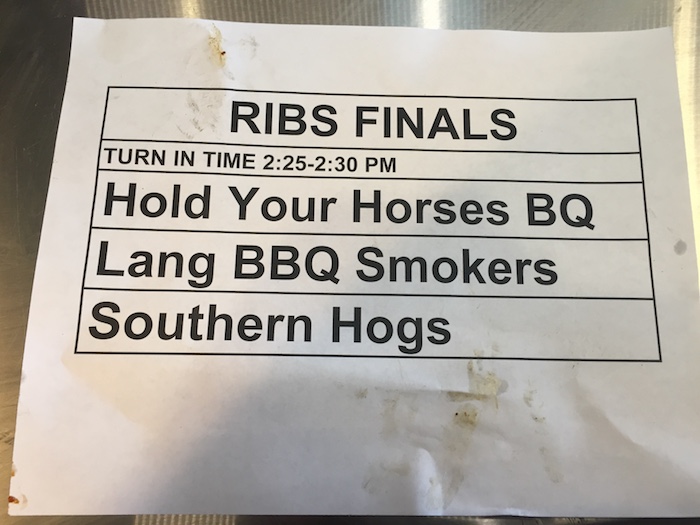 RIBS FINALS
TURN IN TIME 2:25-2:30 PM
Hold Your Horses BQ
Lang BBQ Smokers
Southern Hogs